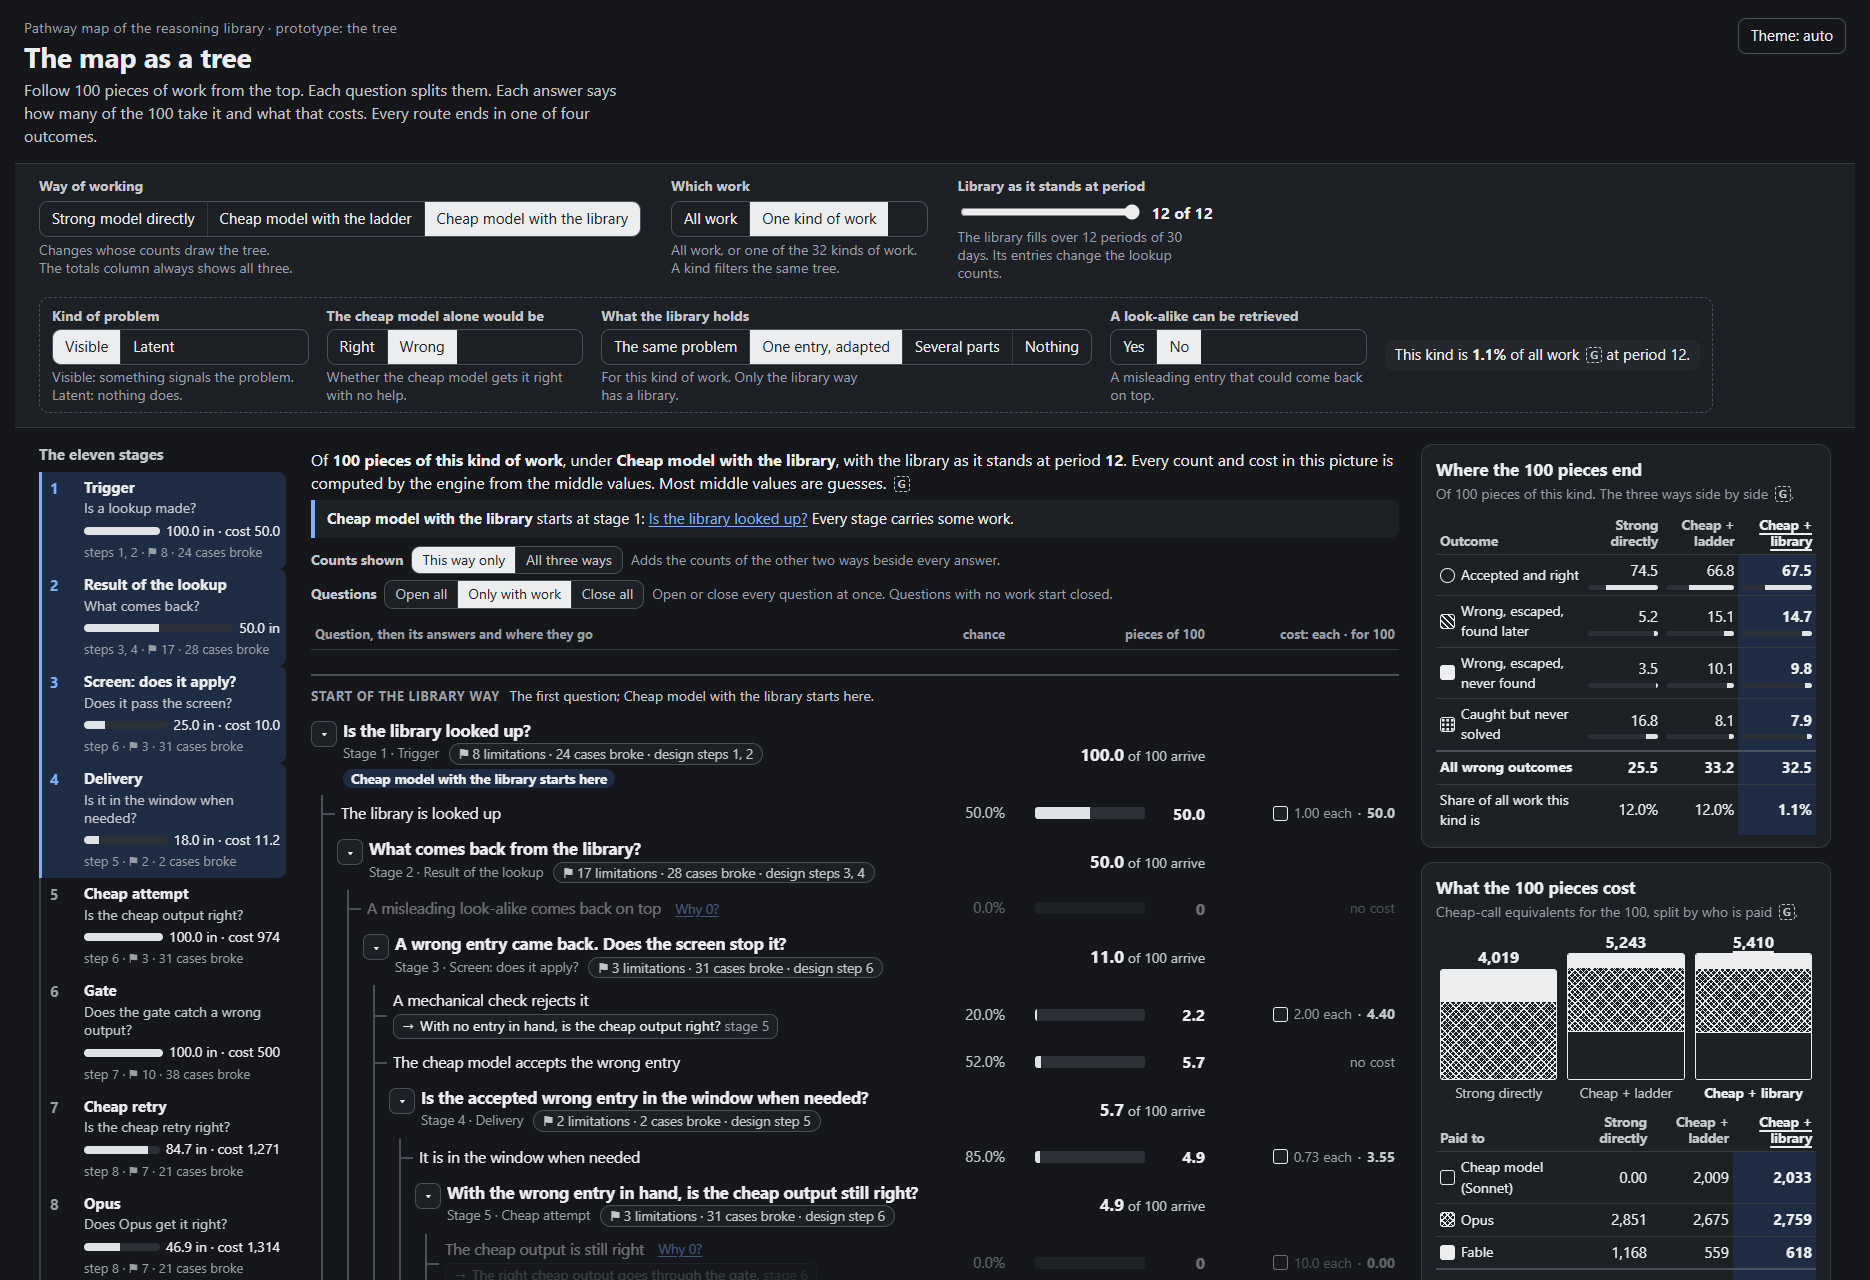 Pathway map of the reasoning library · prototype: the tree
Theme: auto
The map as a tree
Follow 100 pieces of work from the top. Each question splits them. Each answer says
how many of the 100 take it and what that costs. Every route ends in one of four
outcomes.
Way of working
Strong model directly
Cheap model with the ladder
Cheap model with the library
Changes whose counts draw the tree.
The totals column always shows all three.
Which work
All work
One kind of work
All work, or one of the 32 kinds of work.
A kind filters the same tree.
Library as it stands at period
12 of 12
The library fills over 12 periods of 30
days. Its entries change the lookup
counts.
Kind of problem
Visible
Latent
Visible: something signals the problem.
Latent: nothing does.
The cheap model alone would be
Right
Wrong
Whether the cheap model gets it right
with no help.
What the library holds
The same problem
One entry, adapted
Several parts
Nothing
For this kind of work. Only the library way
has a library.
A look-alike can be retrieved
Yes
No
A misleading entry that could come back
on top.
This kind is 1.1% of all work G at period 12.
The eleven stages
1 Trigger
Is a lookup made?
100.0 in · cost 50.0
steps 1, 2 · ⚑ 8 · 24 cases broke
2 Result of the lookup
What comes back?
50.0 in
steps 3, 4 · ⚑ 17 · 28 cases broke
3 Screen: does it apply?
Does it pass the screen?
25.0 in · cost 10.0
step 6 · ⚑ 3 · 31 cases broke
4 Delivery
Is it in the window when
needed?
18.0 in · cost 11.2
step 5 · ⚑ 2 · 2 cases broke
5 Cheap attempt
Is the cheap output right?
100.0 in · cost 974
step 6 · ⚑ 3 · 31 cases broke
6 Gate
Does the gate catch a wrong
output?
100.0 in · cost 500
step 7 · ⚑ 10 · 38 cases broke
7 Cheap retry
Is the cheap retry right?
84.7 in · cost 1,271
step 8 · ⚑ 7 · 21 cases broke
8 Opus
Does Opus get it right?
46.9 in · cost 1,314
step 8 · ⚑ 7 · 21 cases broke
Of 100 pieces of this kind of work, under Cheap model with the library, with the library as it stands at period 12. Every count and cost in this picture is
computed by the engine from the middle values. Most middle values are guesses. G
Cheap model with the library starts at stage 1: Is the library looked up? Every stage carries some work.
Counts shown
This way only
All three ways
Adds the counts of the other two ways beside every answer.
Questions
Open all
Only with work
Close all
Open or close every question at once. Questions with no work start closed.
Question, then its answers and where they go
chance
pieces of 100
cost: each · for 100
START OF THE LIBRARY WAY The first question; Cheap model with the library starts here.
Is the library looked up?
Stage 1 · Trigger ⚑ 8 limitations · 24 cases broke · design steps 1, 2
100.0 of 100 arrive
Cheap model with the library starts here
The library is looked up 50.0% 50.0 1.00 each · 50.0
What comes back from the library?
Stage 2 · Result of the lookup ⚑ 17 limitations · 28 cases broke · design steps 3, 4
50.0 of 100 arrive
A misleading look-alike comes back on top Why 0? 0.0% 0 no cost
A wrong entry came back. Does the screen stop it?
Stage 3 · Screen: does it apply? ⚑ 3 limitations · 31 cases broke · design step 6
11.0 of 100 arrive
A mechanical check rejects it
→ With no entry in hand, is the cheap output right? stage 5
20.0% 2.2 2.00 each · 4.40
The cheap model accepts the wrong entry 52.0% 5.7 no cost
Is the accepted wrong entry in the window when needed?
Stage 4 · Delivery ⚑ 2 limitations · 2 cases broke · design step 5
5.7 of 100 arrive
It is in the window when needed 85.0% 4.9 0.73 each · 3.55
With the wrong entry in hand, is the cheap output still right?
Stage 5 · Cheap attempt ⚑ 3 limitations · 31 cases broke · design step 6
4.9 of 100 arrive
The cheap output is still right Why 0?
0.0% 0 10.0 each · 0.00
→ The right cheap output goes through the gate. stage 6
Where the 100 pieces end
Of 100 pieces of this kind. The three ways side by side G.
Outcome
Strong directly
Cheap + ladder
Cheap + library
Accepted and right 74.5 66.8 67.5
Wrong, escaped, found later 5.2 15.1 14.7
Wrong, escaped, never found 3.5 10.1 9.8
Caught but never solved 16.8 8.1 7.9
All wrong outcomes 25.5 33.2 32.5
Share of all work this kind is 12.0% 12.0% 1.1%
What the 100 pieces cost
Cheap-call equivalents for the 100, split by who is paid G.
4,019
5,243
5,410
Strong directly
Cheap + ladder
Cheap + library
Paid to
Strong directly
Cheap + ladder
Cheap + library
Cheap model (Sonnet) 0.00 2,009 2,033
Opus 2,851 2,675 2,759
Fable 1,168 559 618